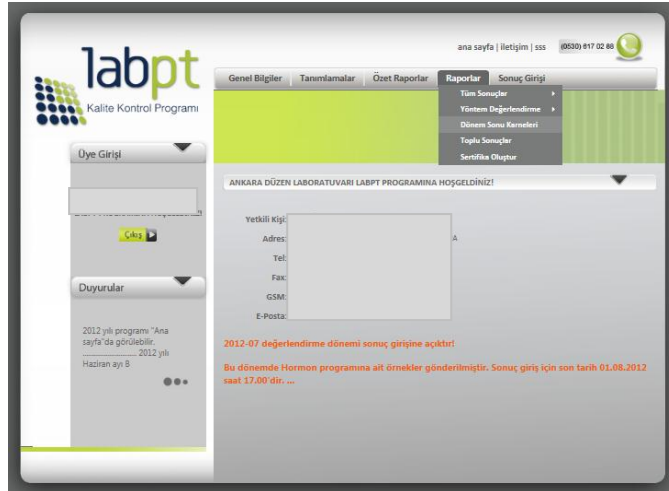 ana sayfa | iletişim | sss (0530) 617 02 86
labpt
Kalite Kontrol Programı
Genel Bilgiler Tanımlamalar Özet Raporlar Raporlar Sonuç Girişi
Tüm Sonuçlar
Yöntem Değerlendirme
Dönem Sonu Karneleri
Toplu Sonuçlar
Sertifika Oluştur
Üye Girişi
Çıkış
ANKARA DÜZEN LABORATUVARI LABPT PROGRAMINA HOŞGELDİNİZ!
Yetkili Kişi:
Adres: A
Tel:
Fax:
GSM:
E-Posta:
Duyurular
2012 yılı programı "Ana
sayfa"da görülebilir.
........................ 2012 yılı
Haziran ayı B
2012-07 değerlendirme dönemi sonuç girişine açıktır!
Bu dönemde Hormon programına ait örnekler gönderilmiştir. Sonuç giriş için son tarih 01.08.2012
saat 17.00'dir. ...